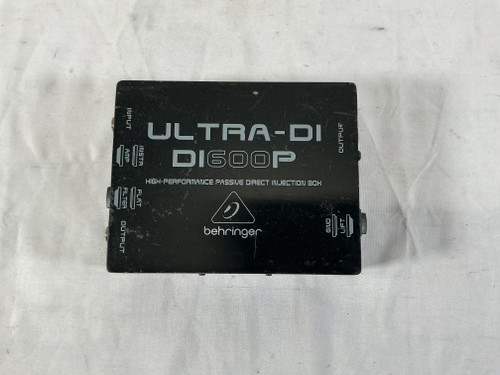 ULTRA-DI
DI600P
HIGH-PERFORMANCE PASSIVE DIRECT INJECTION BOX
behringer
INPUT
INSTR.
AMP
FLAT
FILTER
OUTPUT
OUTPUT
GND
LIFT